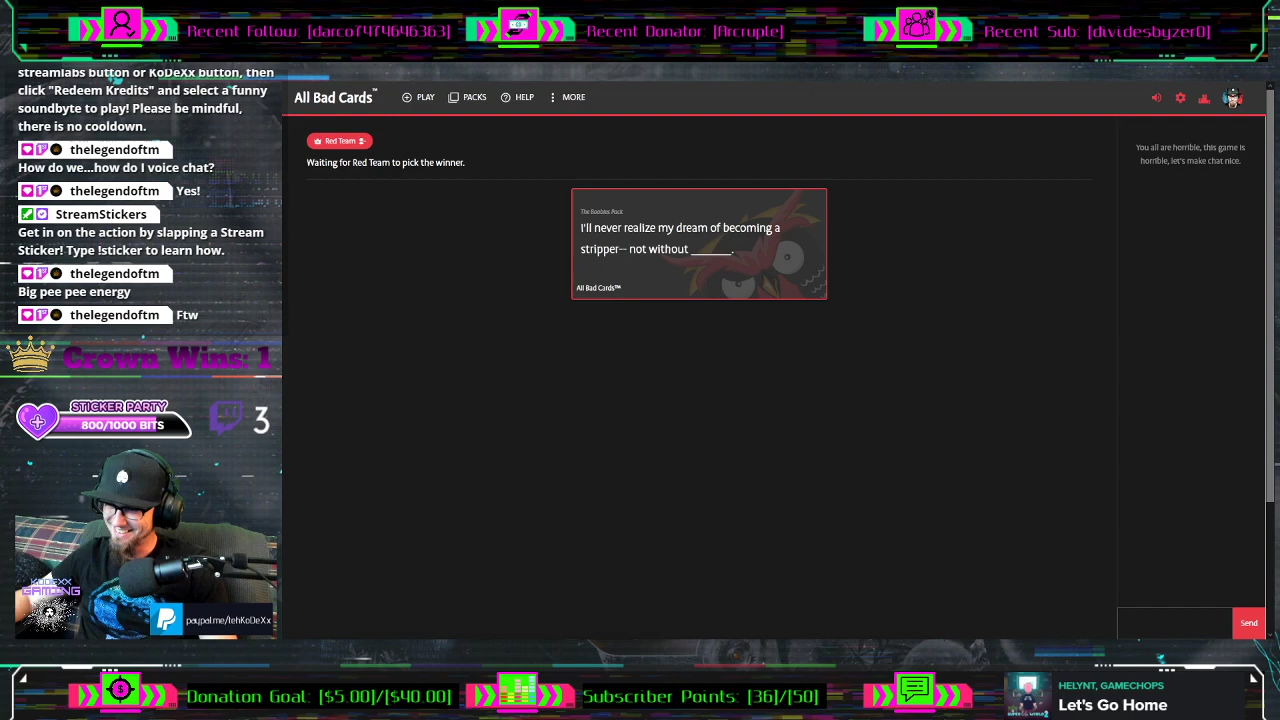 Recent Follow: [darco7474646363]
Recent Donator: [Arcruple]
Recent Sub: [dividesbyzer0]
streamlabs button or KoDeXx button, then
click "Redeem Kredits" and select a funny
soundbyte to play! Please be mindful,
there is no cooldown.
thelegendoftm
How do we...how do I voice chat?
thelegendoftm Yes!
StreamStickers
Get in on the action by slapping a Stream
Sticker! Type !sticker to learn how.
thelegendoftm
Big pee pee energy
thelegendoftm Ftw
Crown Wins: 1
STICKER PARTY
800/1000 BITS
3
KODEXX
GAMING
paypal.me/tehKoDeXx
All Bad Cards™
PLAY
PACKS
HELP
MORE
Red Team
Waiting for Red Team to pick the winner.
The Baddies Pack
I'll never realize my dream of becoming a
stripper-- not without ______.
All Bad Cards™
You all are horrible, this game is
horrible, let's make chat nice.
Send
Donation Goal: [$5.00]/[$40.00]
Subscriber Points: [36]/[50]
HELYNT, GAMECHOPS
Let's Go Home